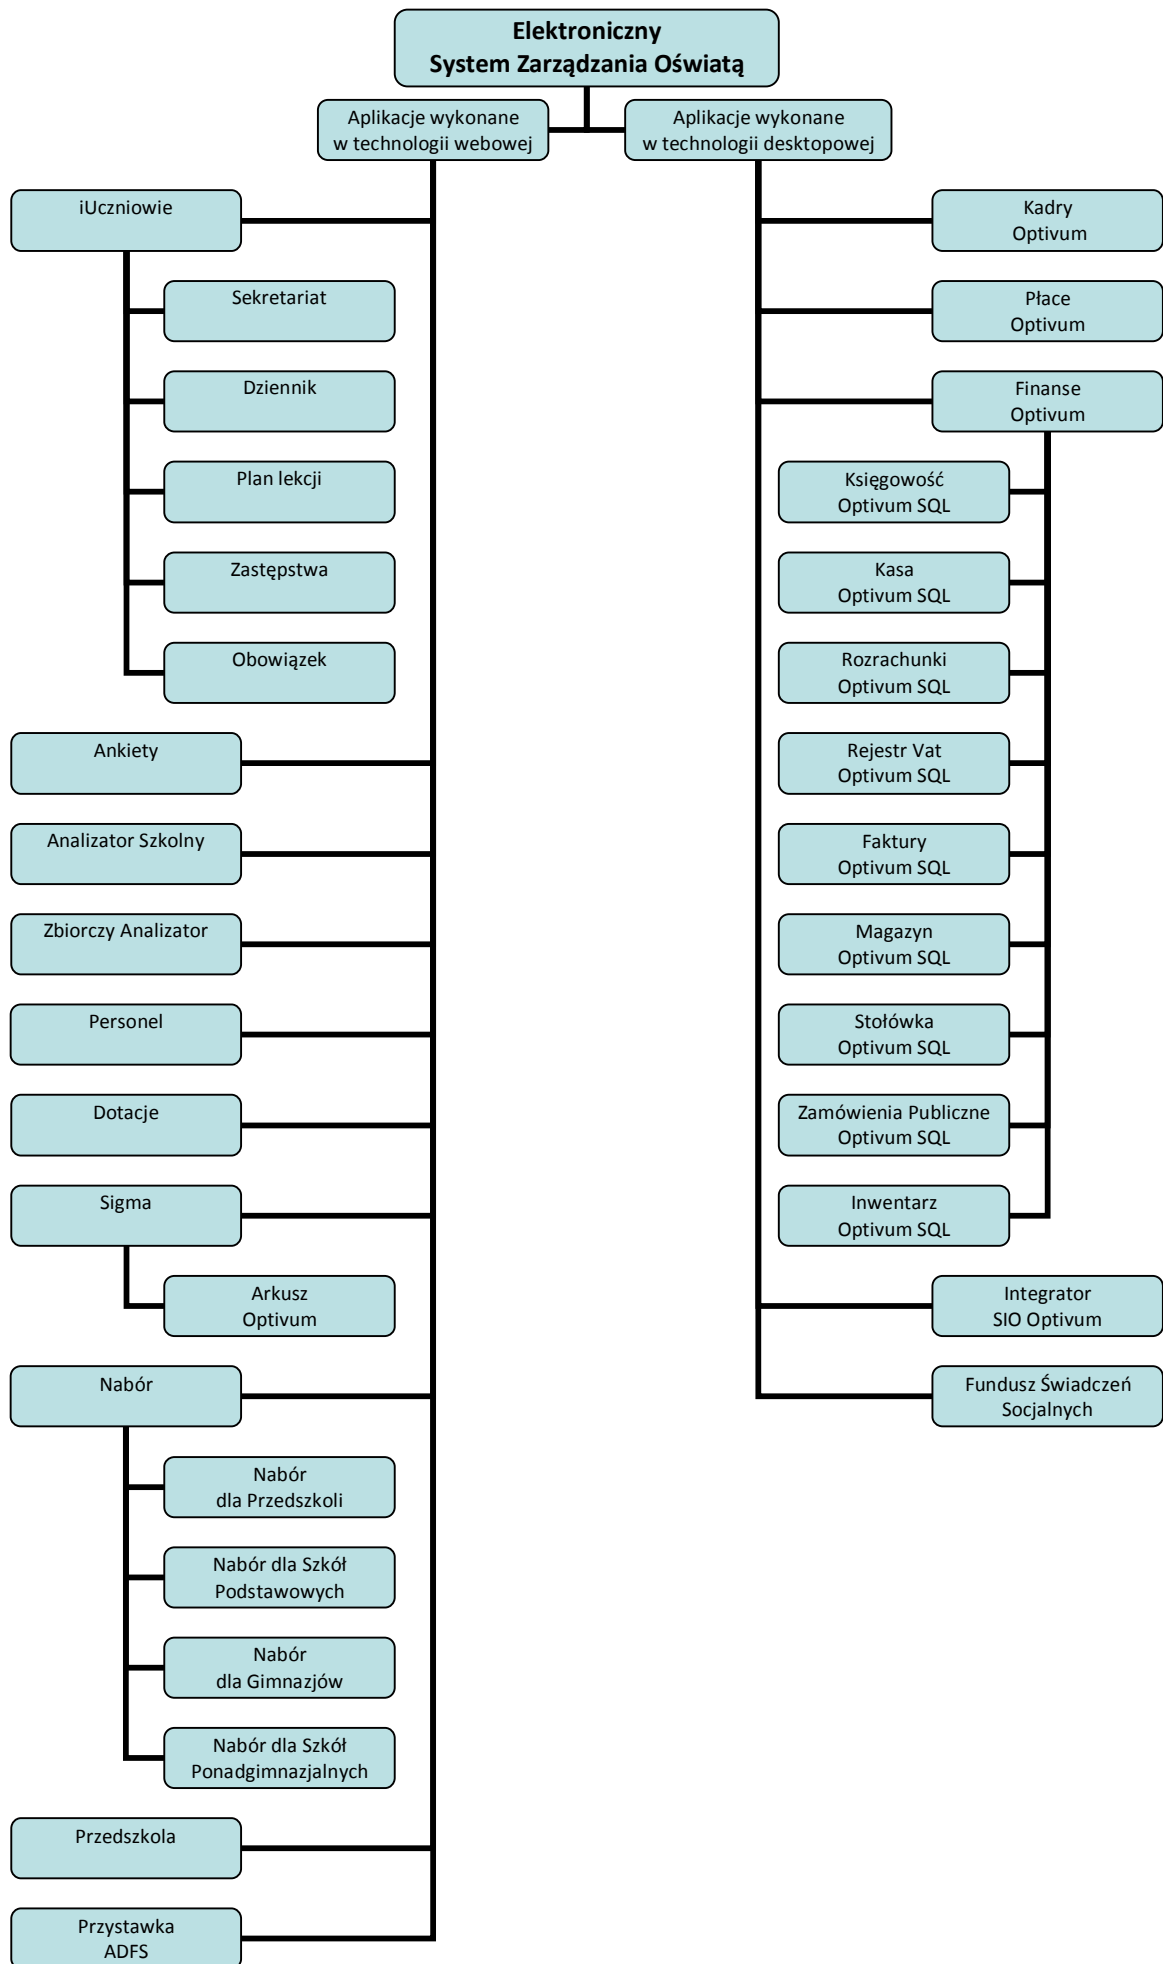 Elektroniczny
System Zarządzania Oświatą
Aplikacje wykonane
w technologii webowej
Aplikacje wykonane
w technologii desktopowej
iUczniowie
Sekretariat
Dziennik
Plan lekcji
Zastępstwa
Obowiązek
Ankiety
Analizator Szkolny
Zbiorczy Analizator
Personel
Dotacje
Sigma
Arkusz
Optivum
Nabór
Nabór
dla Przedszkoli
Nabór dla Szkół
Podstawowych
Nabór
dla Gimnazjów
Nabór dla Szkół
Ponadgimnazjalnych
Przedszkola
Przystawka
ADFS
Kadry
Optivum
Płace
Optivum
Finanse
Optivum
Księgowość
Optivum SQL
Kasa
Optivum SQL
Rozrachunki
Optivum SQL
Rejestr Vat
Optivum SQL
Faktury
Optivum SQL
Magazyn
Optivum SQL
Stołówka
Optivum SQL
Zamówienia Publiczne
Optivum SQL
Inwentarz
Optivum SQL
Integrator
SIO Optivum
Fundusz Świadczeń
Socjalnych